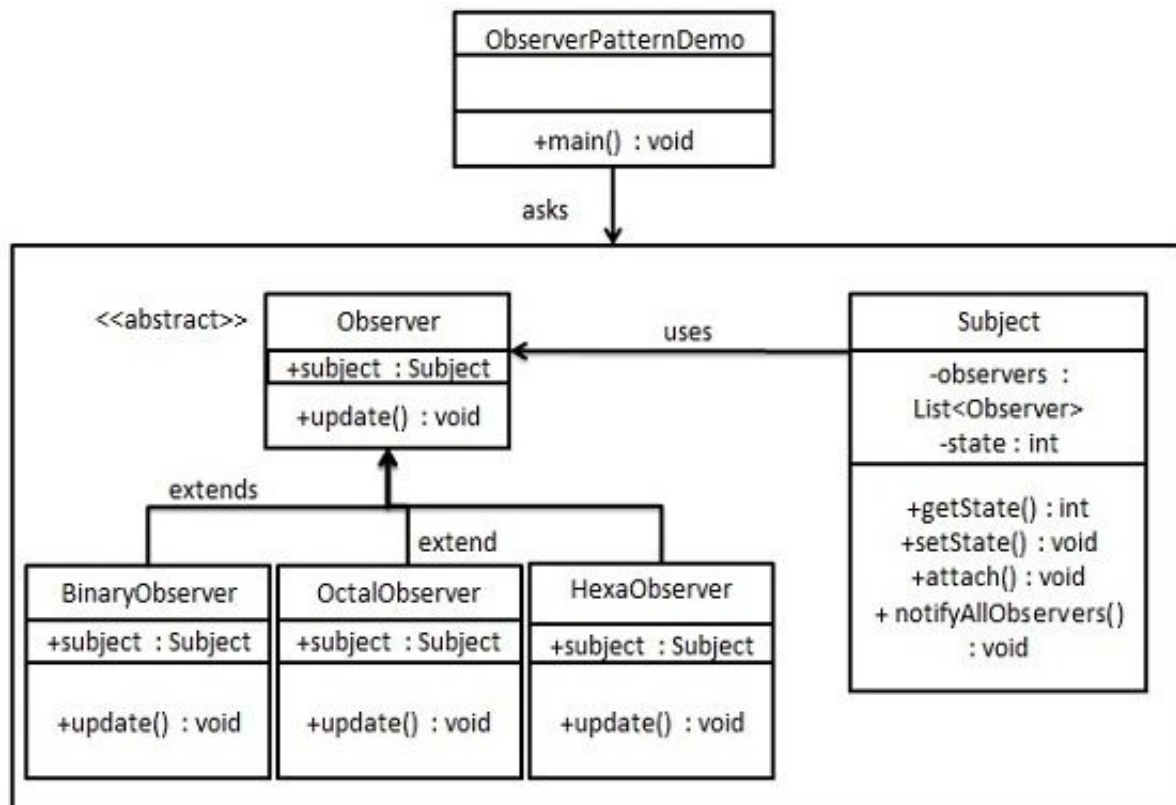 ObserverPatternDemo
+main() : void
asks
<<abstract>>
Observer
+subject : Subject
+update() : void
uses
Subject
-observers :
List<Observer>
-state : int
+getState() : int
+setState() : void
+attach() : void
+ notifyAllObservers()
: void
extends
extend
BinaryObserver
+subject : Subject
+update() : void
OctalObserver
+subject : Subject
+update() : void
HexaObserver
+subject : Subject
+update() : void